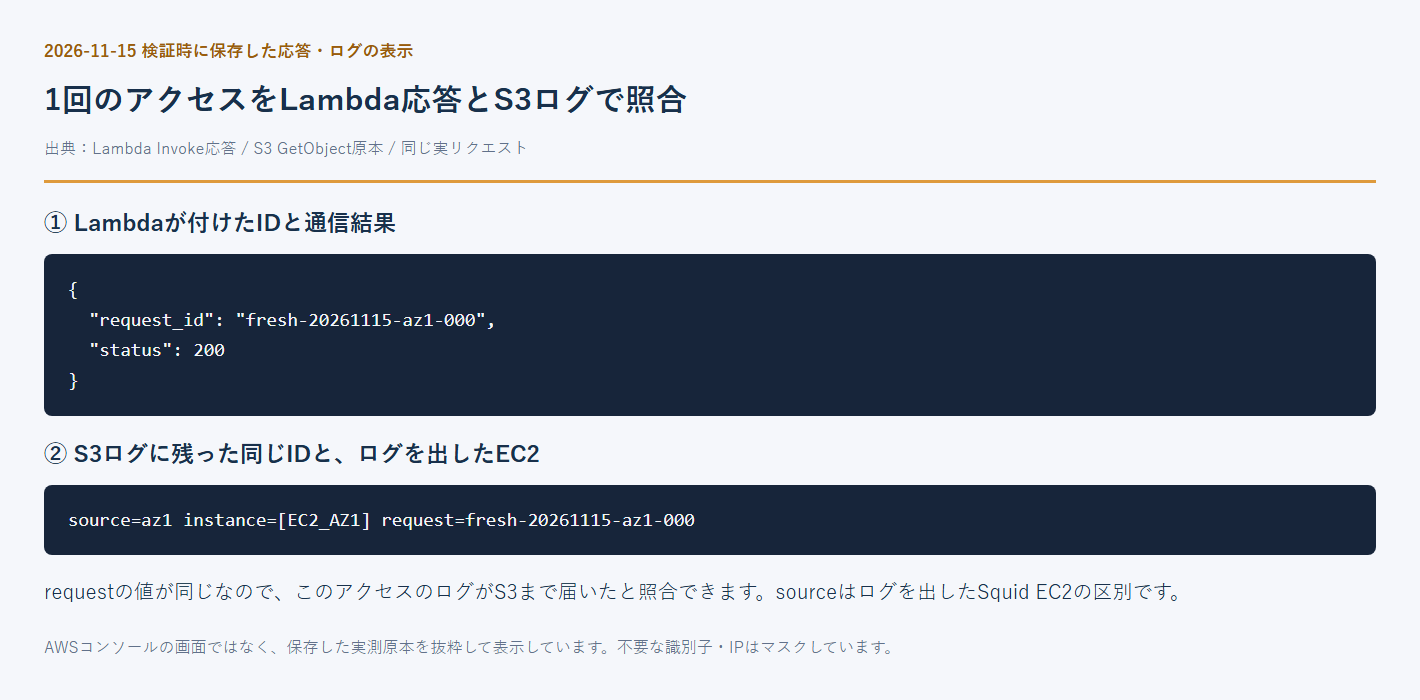 2026-11-15 検証時に保存した応答・ログの表示
1回のアクセスをLambda応答とS3ログで照合
出典：Lambda Invoke応答 / S3 GetObject原本 / 同じ実リクエスト
① Lambdaが付けたIDと通信結果
{
  "request_id": "fresh-20261115-az1-000",
  "status": 200
}
② S3ログに残った同じIDと、ログを出したEC2
source=az1 instance=[EC2_AZ1] request=fresh-20261115-az1-000
requestの値が同じなので、このアクセスのログがS3まで届いたと照合できます。sourceはログを出したSquid EC2の区別です。
AWSコンソールの画面ではなく、保存した実測原本を抜粋して表示しています。不要な識別子・IPはマスクしています。